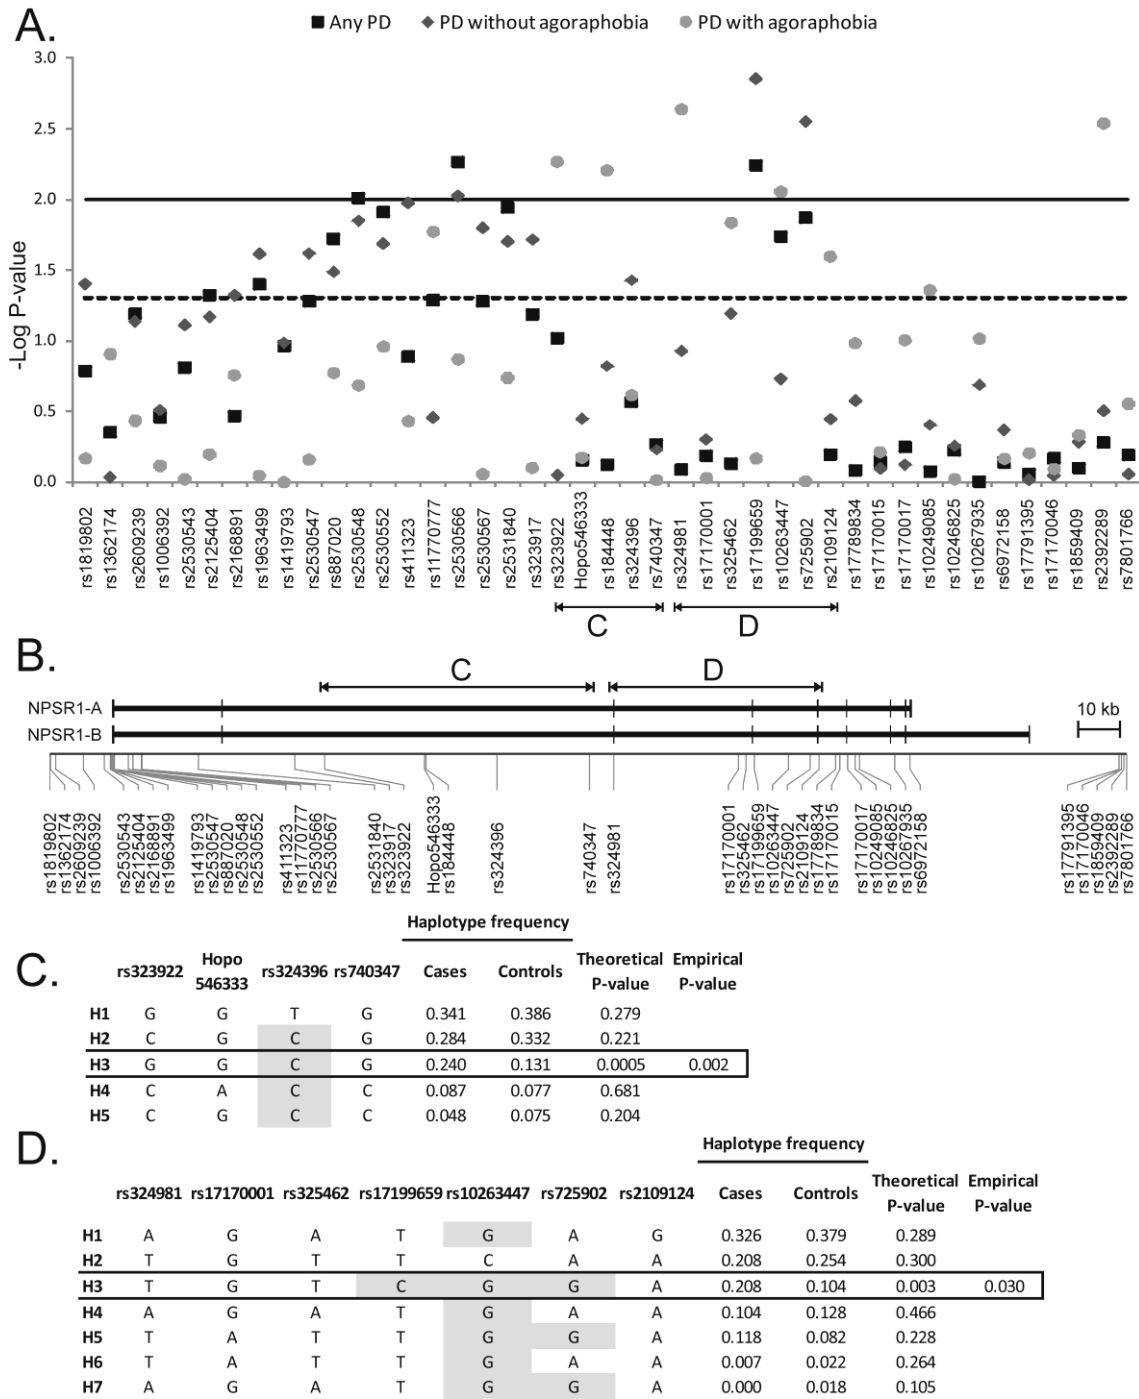 A.
Any PD PD without agoraphobia PD with agoraphobia
3.0
2.5
2.0
1.5
1.0
0.5
0.0
-Log P-value
rs1819802
rs1362174
rs2609239
rs1006392
rs2530543
rs2125404
rs2168891
rs1963499
rs1419793
rs2530547
rs887020
rs2530548
rs2530552
rs411323
rs11770777
rs2530566
rs2530567
rs2531840
rs323917
rs323922
Hopo546333
rs184448
rs324396
rs740347
rs324981
rs17170001
rs325462
rs17199659
rs10263447
rs725902
rs2109124
rs17789834
rs17170015
rs17170017
rs10249085
rs10246825
rs10267935
rs6972158
rs17791395
rs17170046
rs1859409
rs2392289
rs7801766
C D
B.
C D
NPSR1-A
NPSR1-B
10 kb
rs1819802
rs1362174
rs2609239
rs1006392
rs2530543
rs2125404
rs2168891
rs1963499
rs1419793
rs2530547
rs887020
rs2530548
rs2530552
rs411323
rs11770777
rs2530566
rs2530567
rs2531840
rs323917
rs323922
Hopo546333
rs184448
rs324396
rs740347
rs324981
rs17170001
rs325462
rs17199659
rs10263447
rs725902
rs2109124
rs17789834
rs17170015
rs17170017
rs10249085
rs10246825
rs10267935
rs6972158
rs17791395
rs17170046
rs1859409
rs2392289
rs7801766
C.
Haplotype frequency
rs323922 Hopo 546333 rs324396 rs740347 Cases Controls Theoretical P-value Empirical P-value
H1 G G T G 0.341 0.386 0.279
H2 C G C G 0.284 0.332 0.221
H3 G G C G 0.240 0.131 0.0005 0.002
H4 C A C C 0.087 0.077 0.681
H5 C G C C 0.048 0.075 0.204
D.
Haplotype frequency
rs324981 rs17170001 rs325462 rs17199659 rs10263447 rs725902 rs2109124 Cases Controls Theoretical P-value Empirical P-value
H1 A G A T G A G 0.326 0.379 0.289
H2 T G T T C A A 0.208 0.254 0.300
H3 T G T C G G A 0.208 0.104 0.003 0.030
H4 A G A T G A A 0.104 0.128 0.466
H5 T A T T G G A 0.118 0.082 0.228
H6 T A T T G A A 0.007 0.022 0.264
H7 A G A T G G A 0.000 0.018 0.105